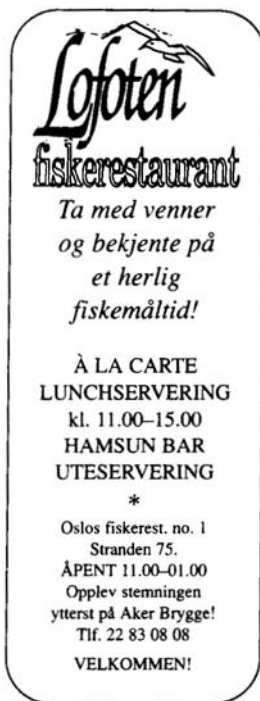 Lofoten
fiskerestaurant
Ta med venner
og bekjente på
et herlig
fiskemåltid!
À LA CARTE
LUNCHSERVERING
kl. 11.00–15.00
HAMSUN BAR
UTESERVERING
*
Oslos fiskerest. no. 1
Stranden 75.
ÅPENT 11.00–01.00
Opplev stemningen
ytterst på Aker Brygge!
Tlf. 22 83 08 08
VELKOMMEN!